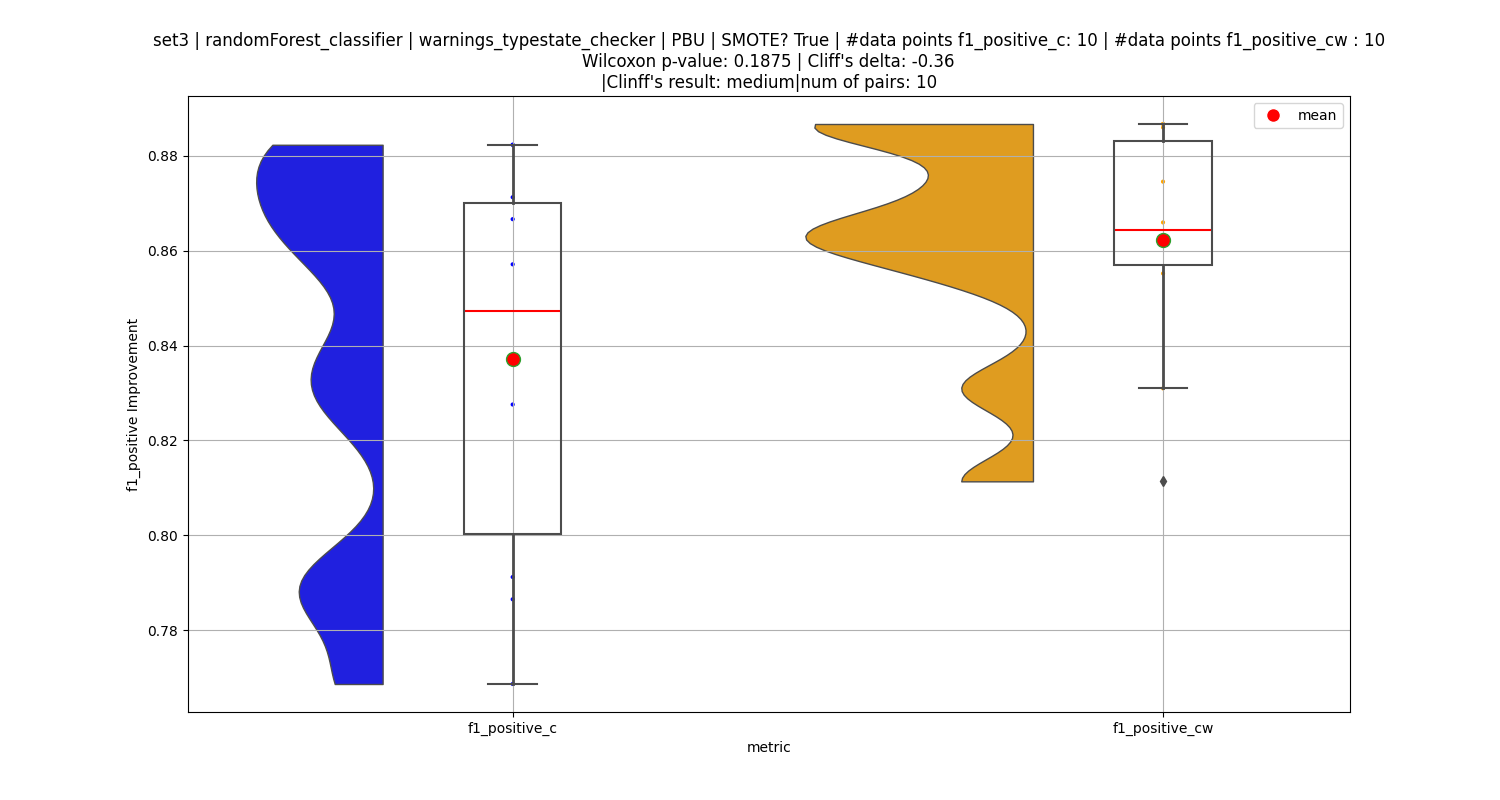 set3 | randomForest_classifier | warnings_typestate_checker | PBU | SMOTE? True | #data points f1_positive_c: 10 | #data points f1_positive_cw : 10
Wilcoxon p-value: 0.1875 | Cliff's delta: -0.36
|Clinff's result: medium|num of pairs: 10
mean
0.88
0.86
0.84
0.82
0.80
0.78
f1_positive Improvement
f1_positive_c
f1_positive_cw
metric